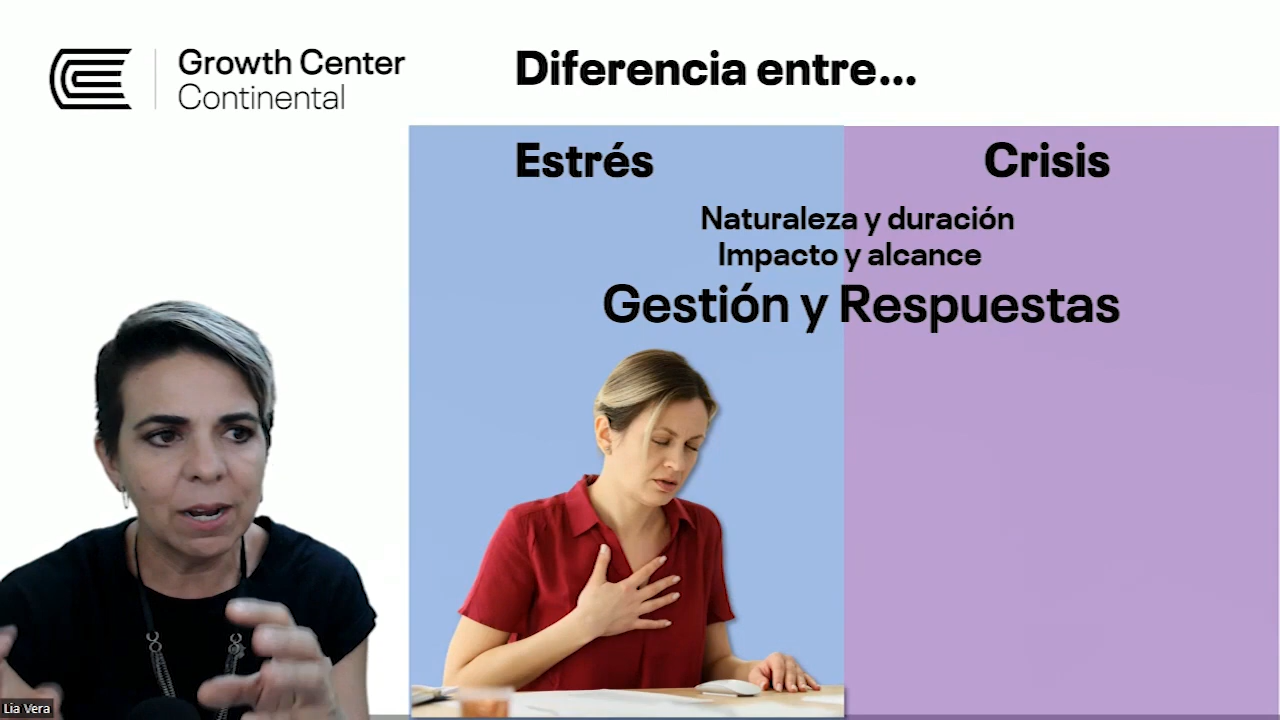 Growth Center
Continental
Diferencia entre...
Estrés
Crisis
Naturaleza y duración
Impacto y alcance
Gestión y Respuestas
Lia Vera